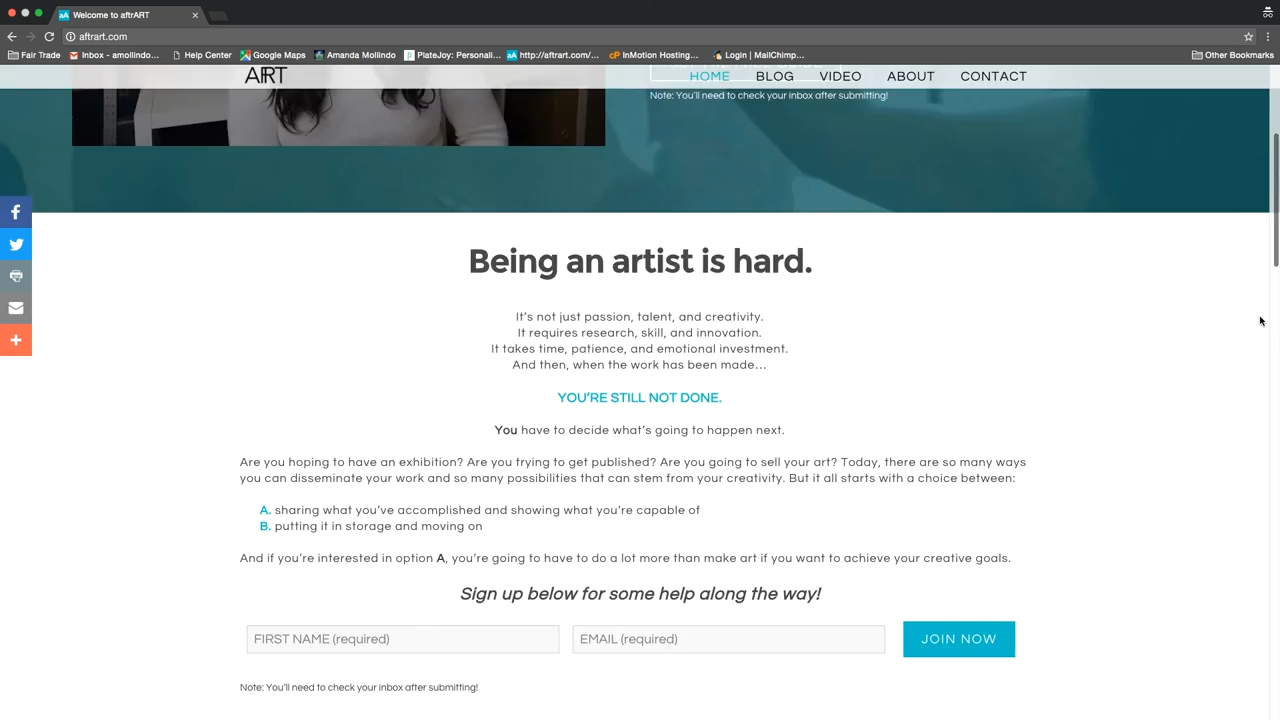 Welcome to aftrART
aftrart.com
Fair Trade
Inbox - amollindo...
Help Center
Google Maps
Amanda Mollindo
PlateJoy: Personali...
http://aftrart.com/...
InMotion Hosting...
Login | MailChimp...
Other Bookmarks
ART
HOME
BLOG
VIDEO
ABOUT
CONTACT
Note: You'll need to check your inbox after submitting!
Being an artist is hard.
It's not just passion, talent, and creativity.
It requires research, skill, and innovation.
It takes time, patience, and emotional investment.
And then, when the work has been made...
YOU'RE STILL NOT DONE.
You have to decide what's going to happen next.
Are you hoping to have an exhibition? Are you trying to get published? Are you going to sell your art? Today, there are so many ways
you can disseminate your work and so many possibilities that can stem from your creativity. But it all starts with a choice between:
A. sharing what you've accomplished and showing what you're capable of
B. putting it in storage and moving on
And if you're interested in option A, you're going to have to do a lot more than make art if you want to achieve your creative goals.
Sign up below for some help along the way!
FIRST NAME (required)
EMAIL (required)
JOIN NOW
Note: You'll need to check your inbox after submitting!